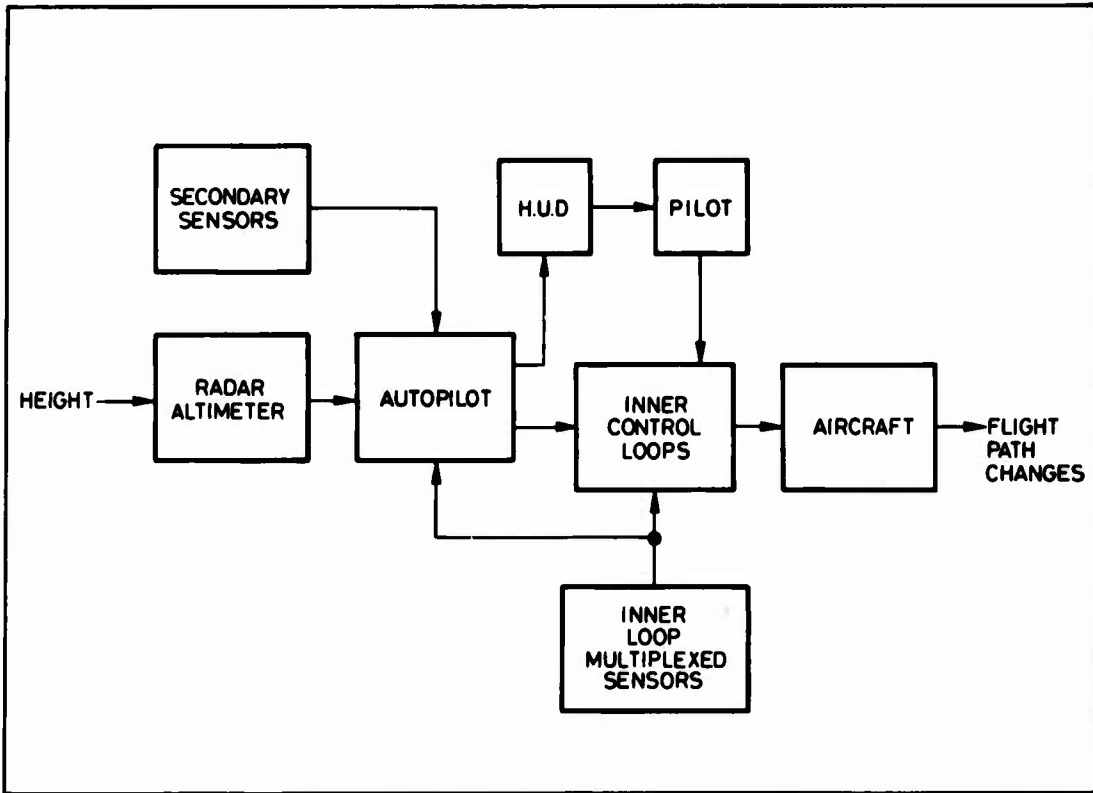 SECONDARY
SENSORS
H.U.D
PILOT
HEIGHT
RADAR
ALTIMETER
AUTOPILOT
INNER
CONTROL
LOOPS
AIRCRAFT
FLIGHT
PATH
CHANGES
INNER
LOOP
MULTIPLEXED
SENSORS